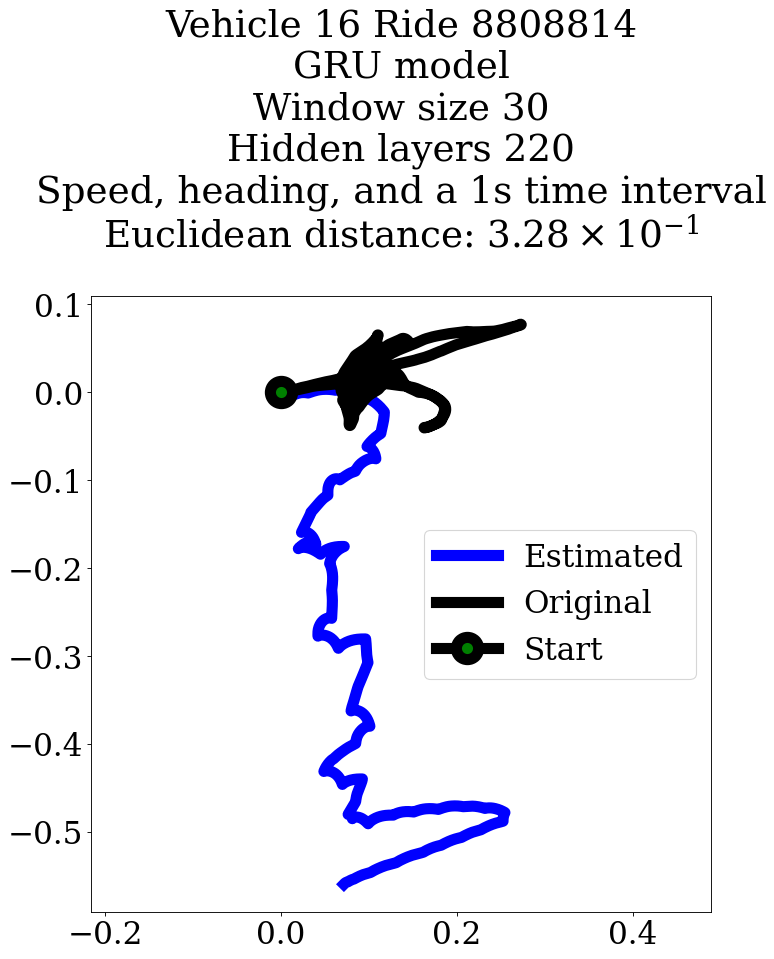 Vehicle 16 Ride 8808814
GRU model
Window size 30
Hidden layers 220
Speed, heading, and a 1s time interval
Euclidean distance: 3.28 × 10⁻¹
0.1
0.0
−0.1
−0.2
−0.3
−0.4
−0.5
Estimated
Original
Start
−0.2 0.0 0.2 0.4